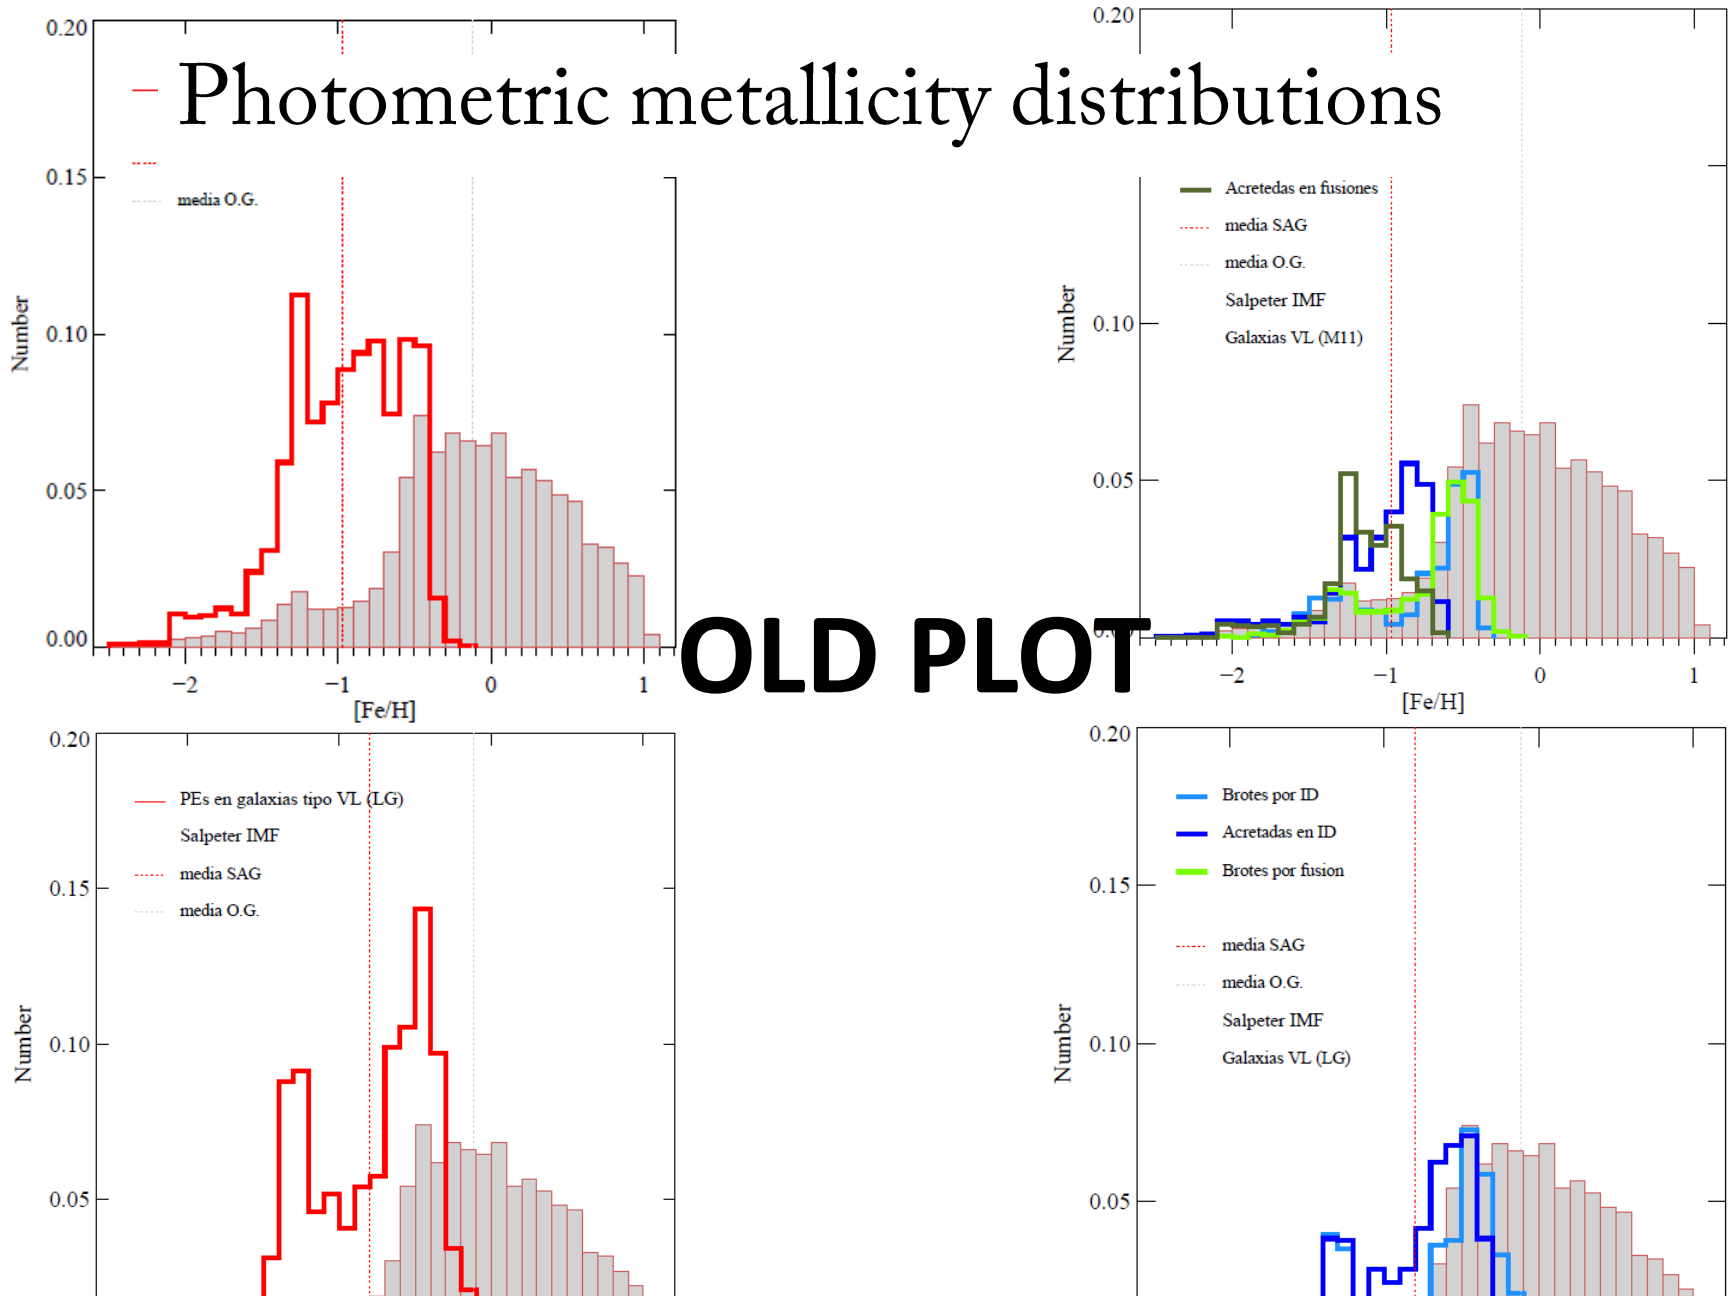 Photometric metallicity distributions
0.20
0.15
0.10
0.05
0.00
Number
media O.G.
−2
−1
0
1
[Fe/H]
0.20
0.10
0.05
Number
Acretedas en fusiones
media SAG
media O.G.
Salpeter IMF
Galaxias VL (M11)
−2
−1
0
1
[Fe/H]
OLD PLOT
0.20
0.15
0.10
0.05
Number
PEs en galaxias tipo VL (LG)
Salpeter IMF
media SAG
media O.G.
0.20
0.15
0.10
0.05
Number
Brotes por ID
Acretadas en ID
Brotes por fusion
media SAG
media O.G.
Salpeter IMF
Galaxias VL (LG)